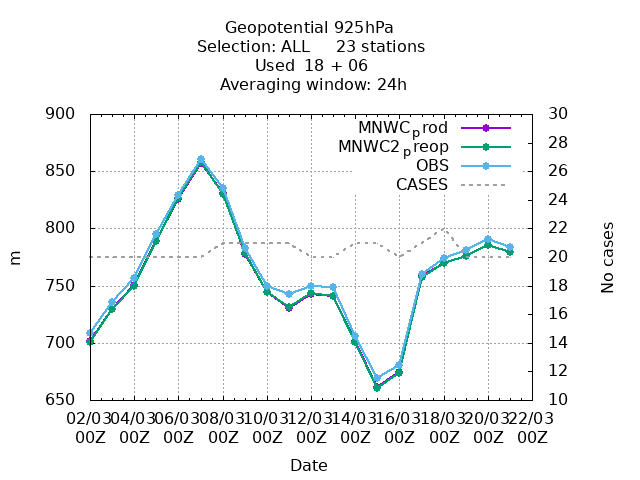 Geopotential 925hPa
Selection: ALL 23 stations
Used 18 + 06
Averaging window: 24h
900
850
800
750
700
650
m
30
28
26
24
22
20
18
16
14
12
10
No cases
MNWCprod
MNWC2preop
OBS
CASES
02/03 04/03 06/03 08/03 10/03 12/03 14/03 16/03 18/03 20/03 22/03
00Z 00Z 00Z 00Z 00Z 00Z 00Z 00Z 00Z 00Z 00Z
Date